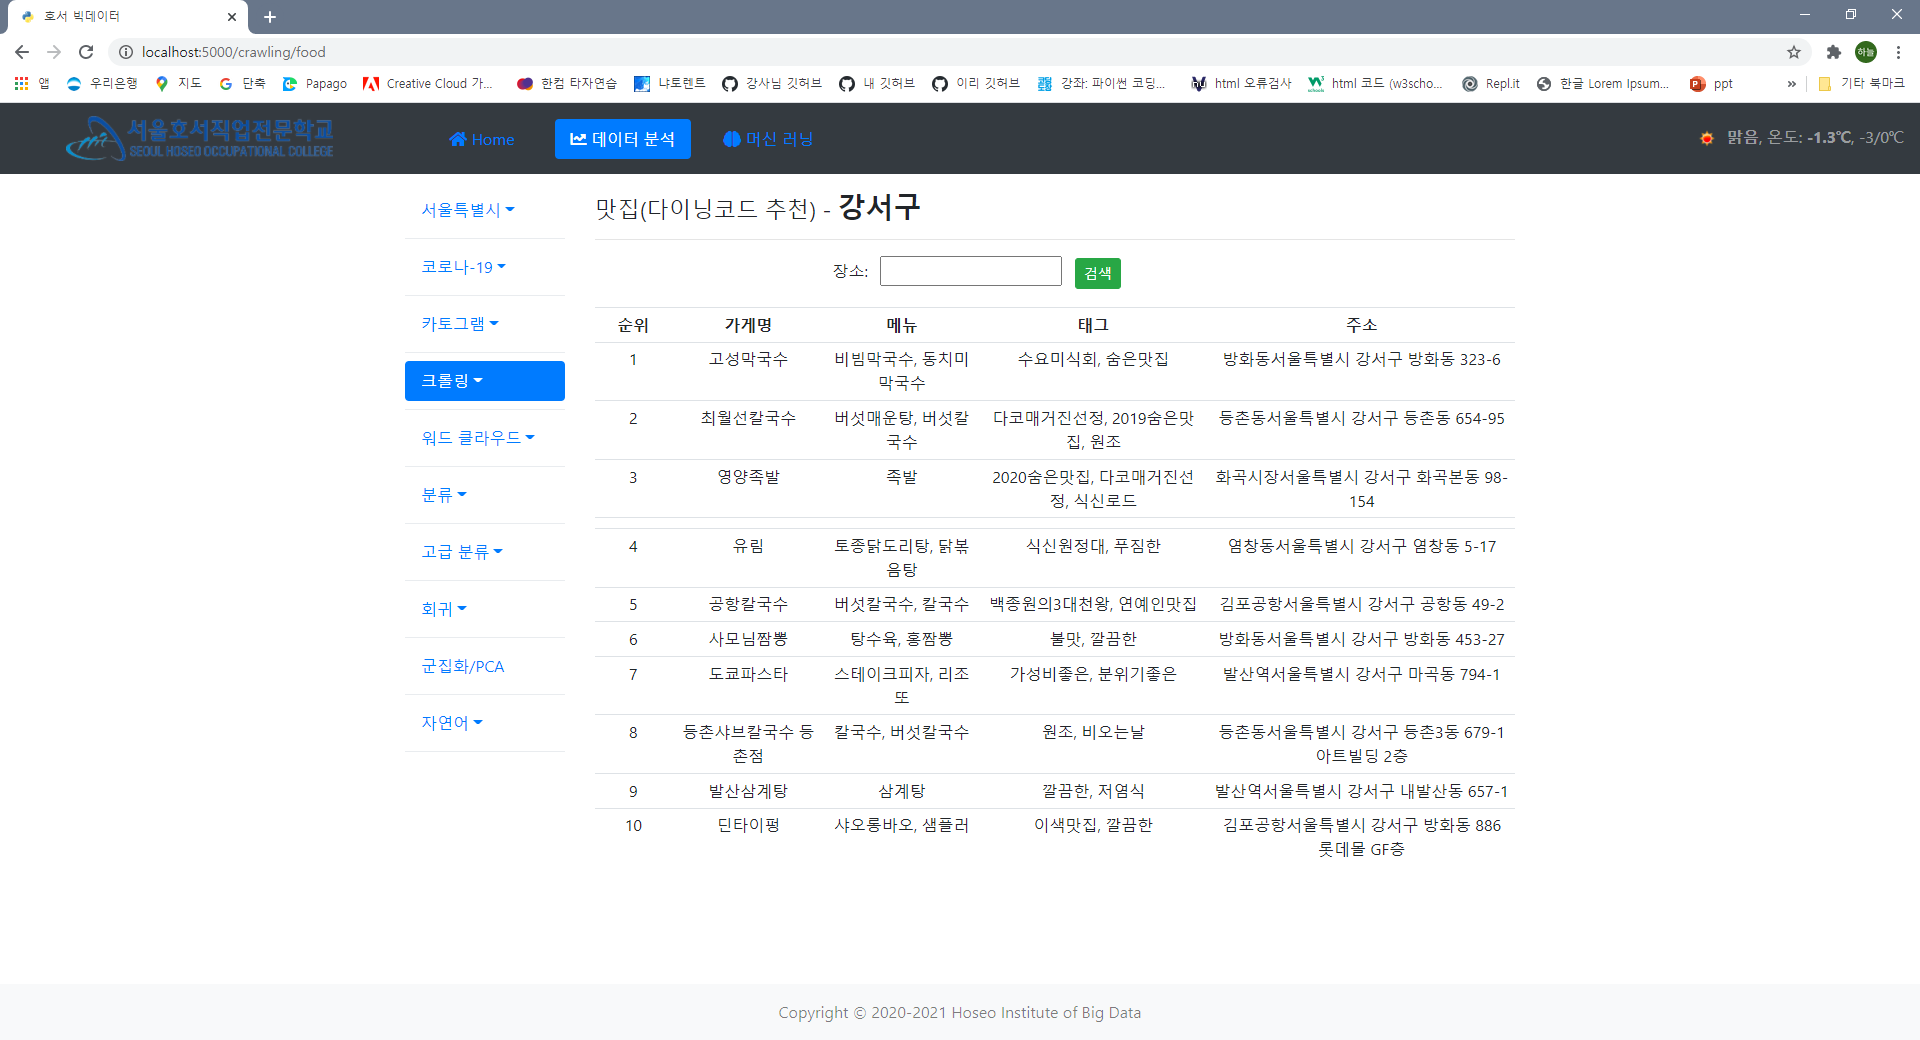 호서 빅데이터
localhost:5000/crawling/food
하늘
앱 우리은행 지도 단축 Papago Creative Cloud 가... 한컴 타자연습 냐토렌트 강사님 깃허브 내 깃허브 이리 깃허브 강좌: 파이썬 코딩... html 오류검사 html 코드 (w3scho... Repl.it 한글 Lorem Ipsum... ppt » 기타 북마크
서울호서직업전문학교
SEOUL HOSEO OCCUPATIONAL COLLEGE
Home 데이터 분석 머신 러닝
맑음, 온도: -1.3℃, -3/0℃
서울특별시
코로나-19
카토그램
크롤링
워드 클라우드
분류
고급 분류
회귀
군집화/PCA
자연어
맛집(다이닝코드 추천) - 강서구
장소: 검색
순위 가게명 메뉴 태그 주소
1 고성막국수 비빔막국수, 동치미 수요미식회, 숨은맛집 방화동서울특별시 강서구 방화동 323-6
막국수
2 최월선칼국수 버섯매운탕, 버섯칼 다코매거진선정, 2019숨은맛 등촌동서울특별시 강서구 등촌동 654-95
국수 집, 원조
3 영양족발 족발 2020숨은맛집, 다코매거진선 화곡시장서울특별시 강서구 화곡본동 98-
정, 식신로드 154
4 유림 토종닭도리탕, 닭볶 식신원정대, 푸짐한 염창동서울특별시 강서구 염창동 5-17
음탕
5 공항칼국수 버섯칼국수, 칼국수 백종원의3대천왕, 연예인맛집 김포공항서울특별시 강서구 공항동 49-2
6 사모님짬뽕 탕수육, 홍짬뽕 불맛, 깔끔한 방화동서울특별시 강서구 방화동 453-27
7 도쿄파스타 스테이크피자, 리조 가성비좋은, 분위기좋은 발산역서울특별시 강서구 마곡동 794-1
또
8 등촌샤브칼국수 등 칼국수, 버섯칼국수 원조, 비오는날 등촌동서울특별시 강서구 등촌3동 679-1
촌점 아트빌딩 2층
9 발산삼계탕 삼계탕 깔끔한, 저염식 발산역서울특별시 강서구 내발산동 657-1
10 딘타이펑 샤오롱바오, 샘플러 이색맛집, 깔끔한 김포공항서울특별시 강서구 방화동 886
롯데몰 GF층
Copyright © 2020-2021 Hoseo Institute of Big Data